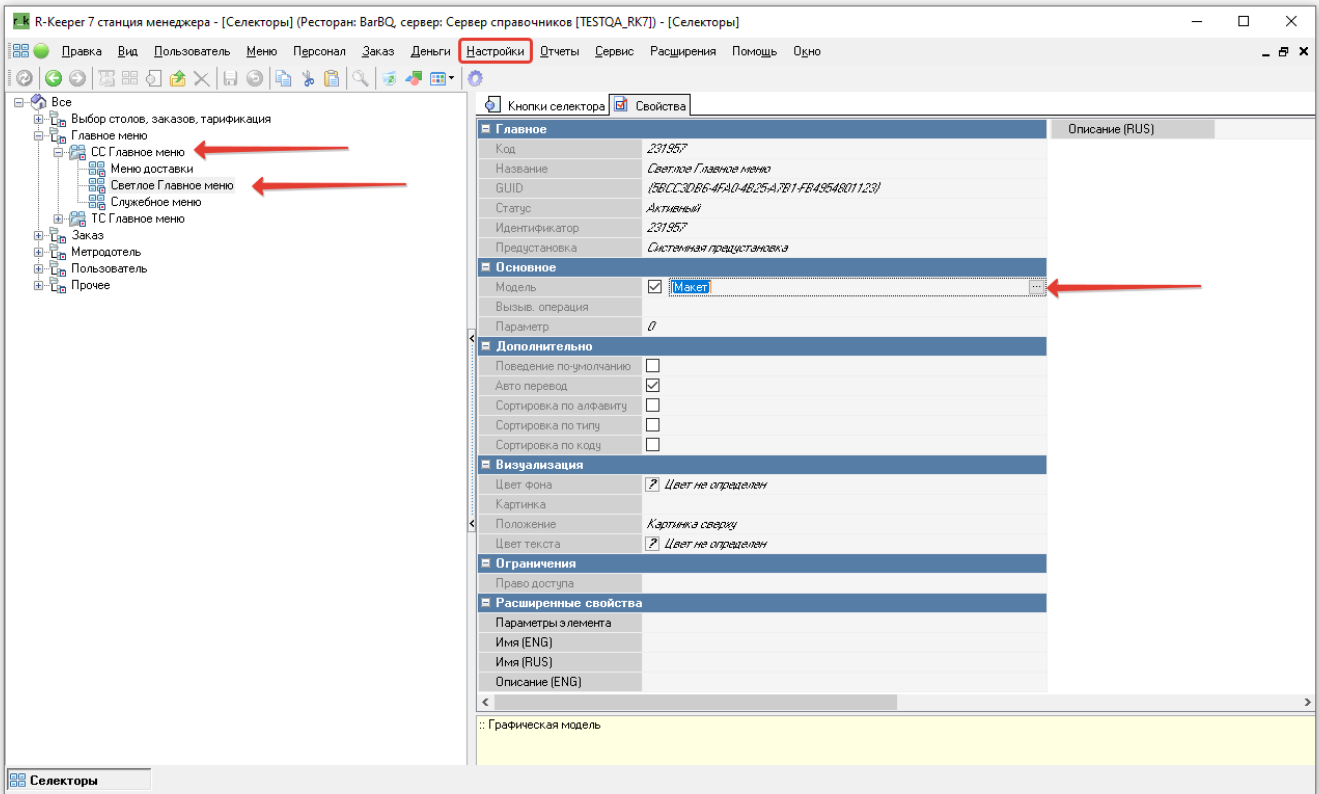 R-Keeper 7 станция менеджера - [Селекторы] (Ресторан: BarBQ, сервер: Сервер справочников [TESTQA_RK7]) - [Селекторы]
Правка Вид Пользователь Меню Персонал Заказ Деньги Настройки Отчеты Сервис Расширения Помощь Окно
Все
Выбор столов, заказов, тарификация
Главное меню
СС Главное меню
Меню доставки
Светлое Главное меню
Служебное меню
ТС Главное меню
Заказ
Метродотель
Пользователь
Прочее
Кнопки селектора Свойства
Главное
Описание (RUS)
Код 231957
Название Светлое Главное меню
GUID {5BCC3DB6-4FA0-4B25-A7B1-FB4954801123}
Статус Активный
Идентификатор 231957
Предустановка Системная предустановка
Основное
Модель [Макет] ...
Вызыв. операция
Параметр 0
Дополнительно
Поведение по-умолчанию
Авто перевод
Сортировка по алфавиту
Сортировка по типу
Сортировка по коду
Визуализация
Цвет фона ? Цвет не определен
Картинка
Положение Картинка сверху
Цвет текста ? Цвет не определен
Ограничения
Право доступа
Расширенные свойства
Параметры элемента
Имя (ENG)
Имя (RUS)
Описание (ENG)
:: Графическая модель
Селекторы